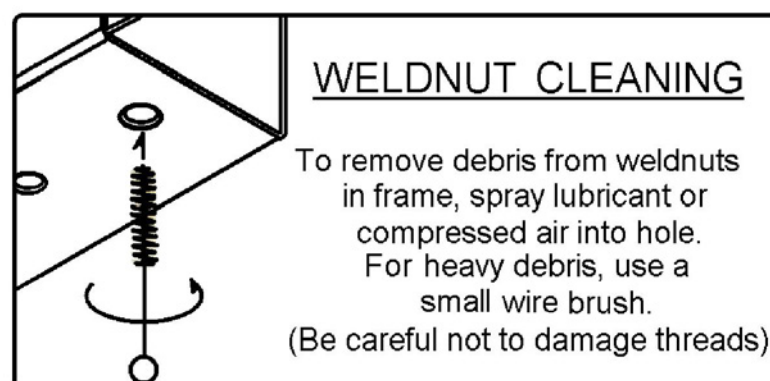 WELDNUT CLEANING
To remove debris from weldnuts
in frame, spray lubricant or
compressed air into hole.
For heavy debris, use a
small wire brush.
(Be careful not to damage threads)